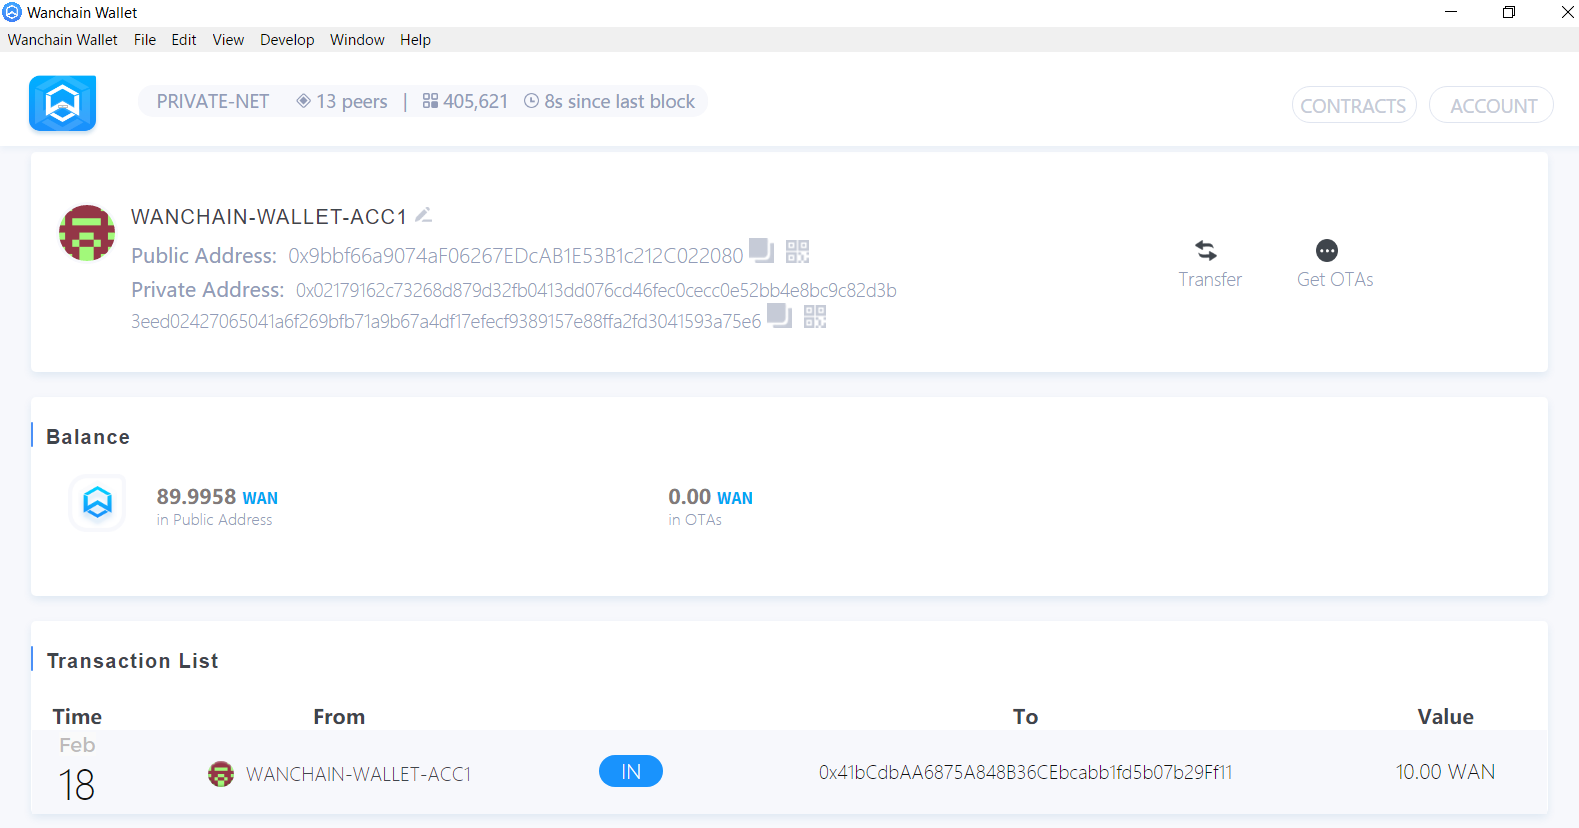 Wanchain Wallet
Wanchain Wallet File Edit View Develop Window Help
PRIVATE-NET 13 peers | 405,621 8s since last block
CONTRACTS ACCOUNT
WANCHAIN-WALLET-ACC1
Public Address: 0x9bbf66a9074aF06267EDcAB1E53B1c212C022080
Private Address: 0x02179162c73268d879d32fb0413dd076cd46fec0cecc0e52bb4e8bc9c82d3b
3eed02427065041a6f269bfb71a9b67a4df17efecf9389157e88ffa2fd3041593a75e6
Transfer Get OTAs
Balance
89.9958 WAN 0.00 WAN
in Public Address in OTAs
Transaction List
Time From To Value
Feb
18 WANCHAIN-WALLET-ACC1 IN 0x41bCdbAA6875A848B36CEbcabb1fd5b07b29Ff11 10.00 WAN